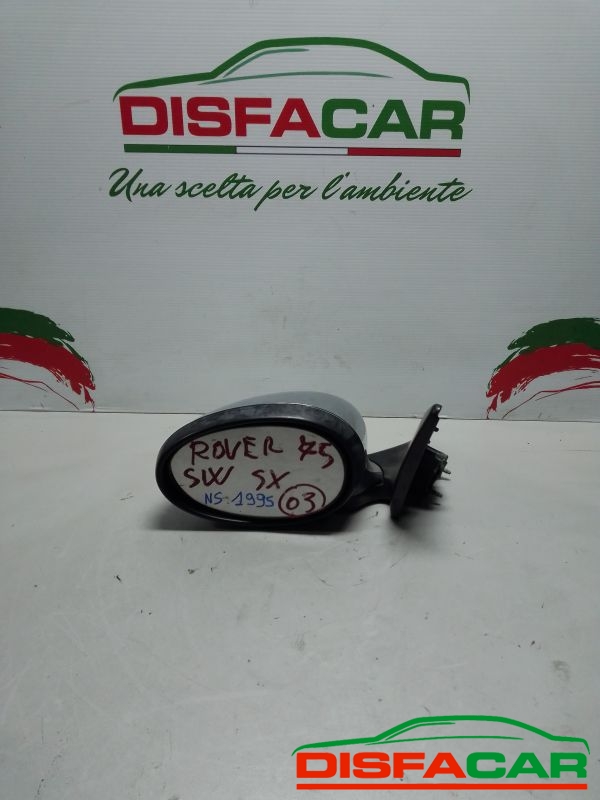 DISFACAR
Una scelta per l'ambiente
ROVER 75
SW SX
NS:1995 03
DISFACAR